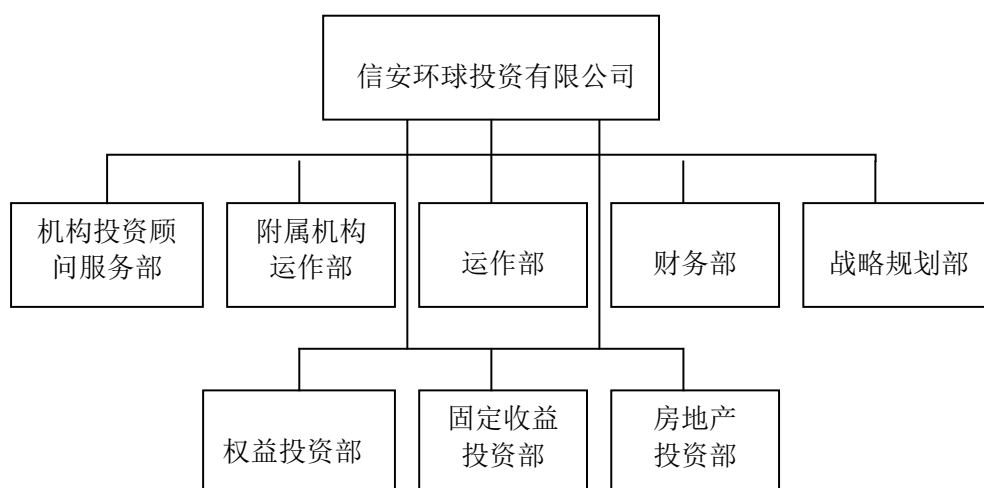 信安环球投资有限公司
机构投资顾
问服务部
附属机构
运作部
运作部
财务部
战略规划部
权益投资部
固定收益
投资部
房地产
投资部